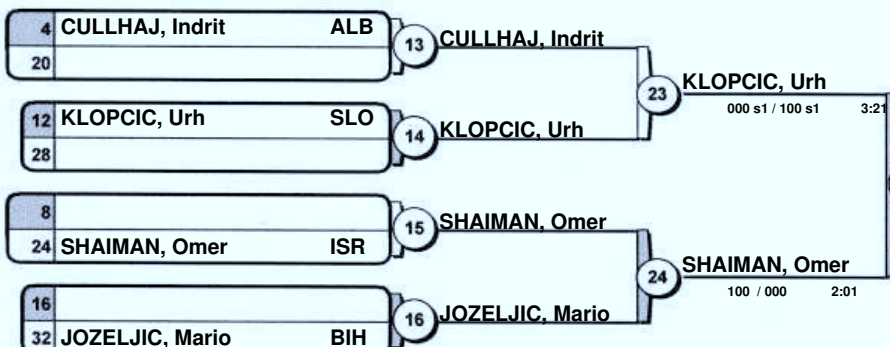 4 CULLHAJ, Indrit ALB
20
13 CULLHAJ, Indrit
12 KLOPCIC, Urh SLO
28
14 KLOPCIC, Urh
23 KLOPCIC, Urh
000 s1 / 100 s1 3:21
8
24 SHAIMAN, Omer ISR
15 SHAIMAN, Omer
16
32 JOZELJIC, Mario BIH
16 JOZELJIC, Mario
24 SHAIMAN, Omer
100 / 000 2:01